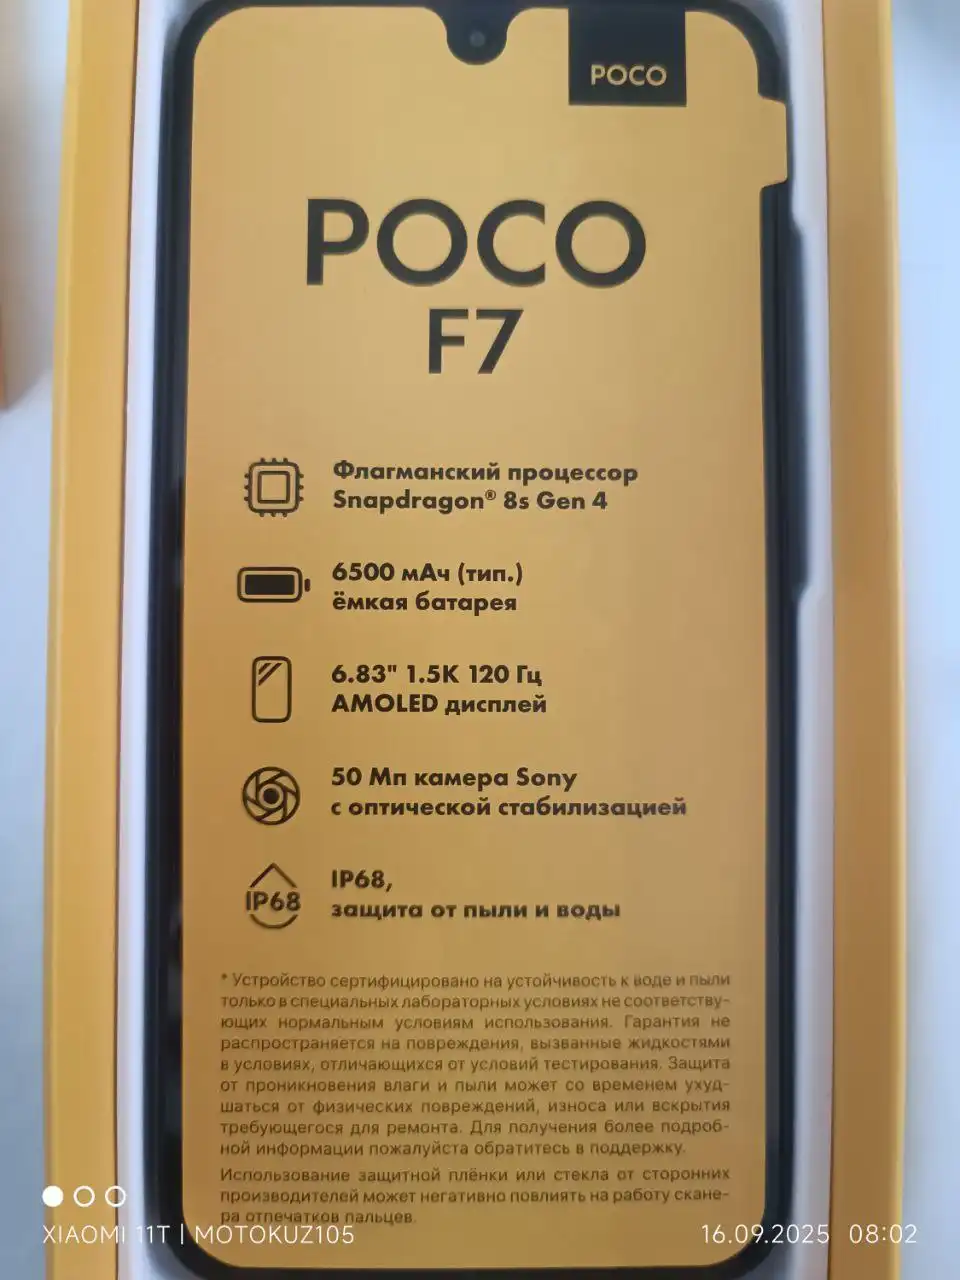 POCO
POCO
F7
Флагманский процессор
Snapdragon® 8s Gen 4
6500 мАч (тип.)
ёмкая батарея
6.83" 1.5K 120 Гц
AMOLED дисплей
50 Мп камера Sony
с оптической стабилизацией
IP68
IP68,
защита от пыли и воды
* Устройство сертифицировано на устойчивость к воде и пыли
только в специальных лабораторных условиях не соответству-
ющих нормальным условиям использования. Гарантия не
распространяется на повреждения, вызванные жидкостями
в условиях, отличающихся от условий тестирования. Защита
от проникновения влаги и пыли может со временем ухуд-
шаться от физических повреждений, износа или вскрытия
требующегося для ремонта. Для получения более подроб-
ной информации пожалуйста обратитесь в поддержку.
Использование защитной плёнки или стекла от сторонних
производителей может негативно повлиять на работу скане-
ра отпечатков пальцев.
XIAOMI 11T | MOTOKUZ105
16.09.2025 08:02